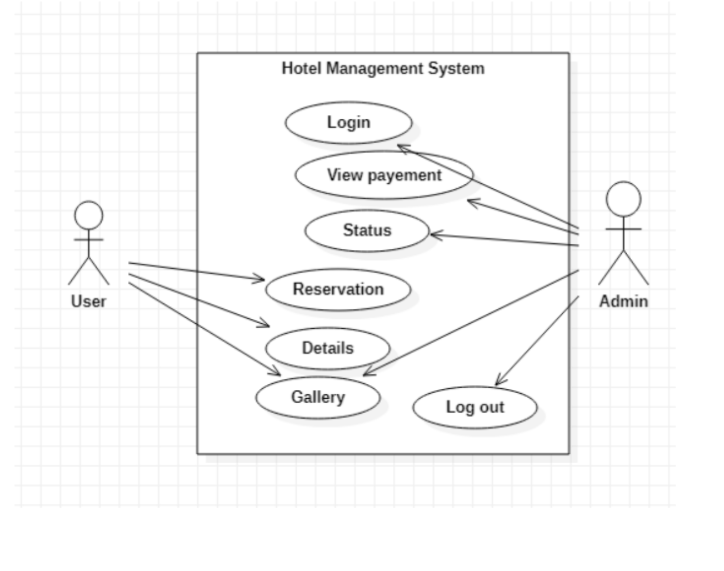 Hotel Management System
Login
View payement
Status
Reservation
User
Admin
Details
Gallery
Log out